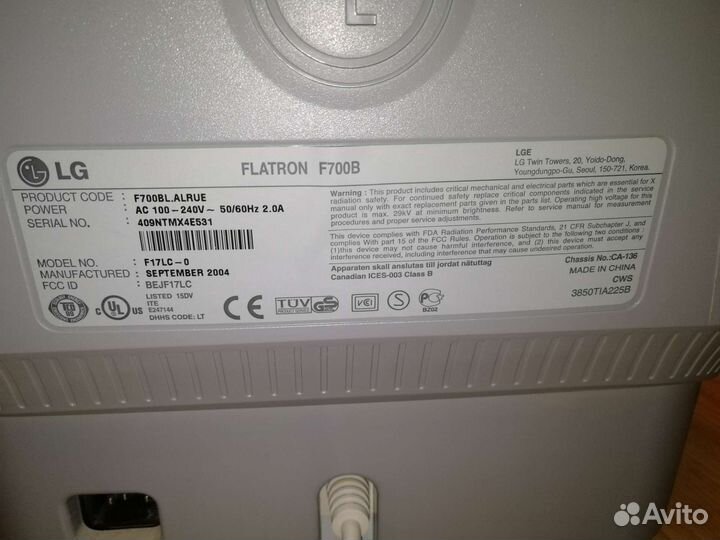 LG
FLATRON F700B
LGE
LG Twin Towers, 20, Yoido-Dong,
Youngdungpo-Gu, Seoul, 150-721, Korea.
PRODUCT CODE : F700BL.ALRUE
POWER : AC 100-240V~ 50/60Hz 2.0A
SERIAL NO. : 409NTMX4E531
MODEL NO. : F17LC-0
MANUFACTURED : SEPTEMBER 2004
FCC ID : BEJF17LC
LISTED 15DV
ITE
E247144
DHHS CODE: LT
C UL US
CE
TÜV GS
VCI
S
PC
BZ02
Warning : This product includes critical mechanical and electrical parts which are essential for X
radiation safety. For continued safety replace critical components indicated in the service
manual only with exact replacement parts given in the parts list. Operating high voltage for this
product is max. 29kV at minimum brightness. Refer to service manual for measurement
This device complies with FDA Radiation Performance Standards, 21 CFR Subchapter J, and
complies with Part 15 of the FCC Rules. Operation is subject to the following two conditions :
(1) this device may not cause harmful interference, and (2) this device must accept any
interference received, including interference that may cause undesired operation.
Apparaten skall anslutas till jordat nätuttag
Canadian ICES-003 Class B
Chassis No.:CA-136
MADE IN CHINA
CWS
3850TIA225B
Avito